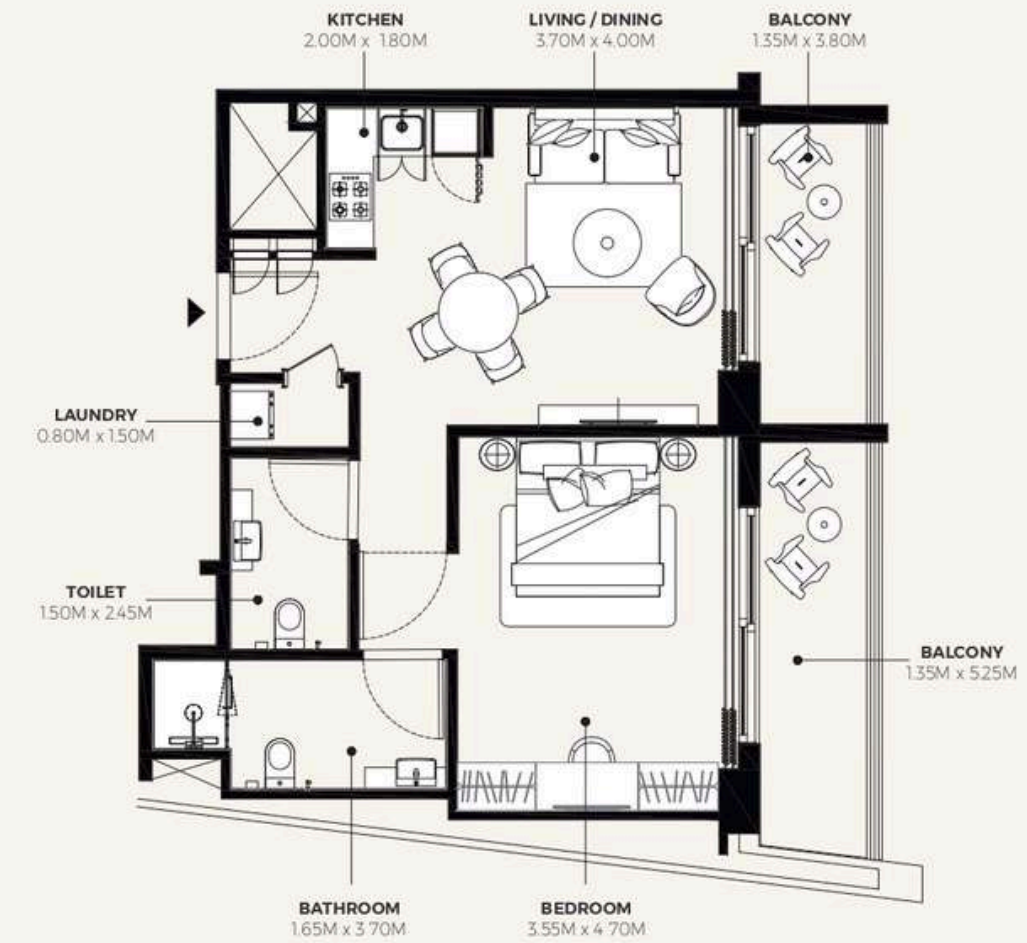 KITCHEN
2.00M x 1.80M
LIVING / DINING
3.70M x 4.00M
BALCONY
1.35M x 3.80M
LAUNDRY
0.80M x 1.50M
TOILET
1.50M x 2.45M
BALCONY
1.35M x 5.25M
BATHROOM
1.65M x 3.70M
BEDROOM
3.55M x 4.70M